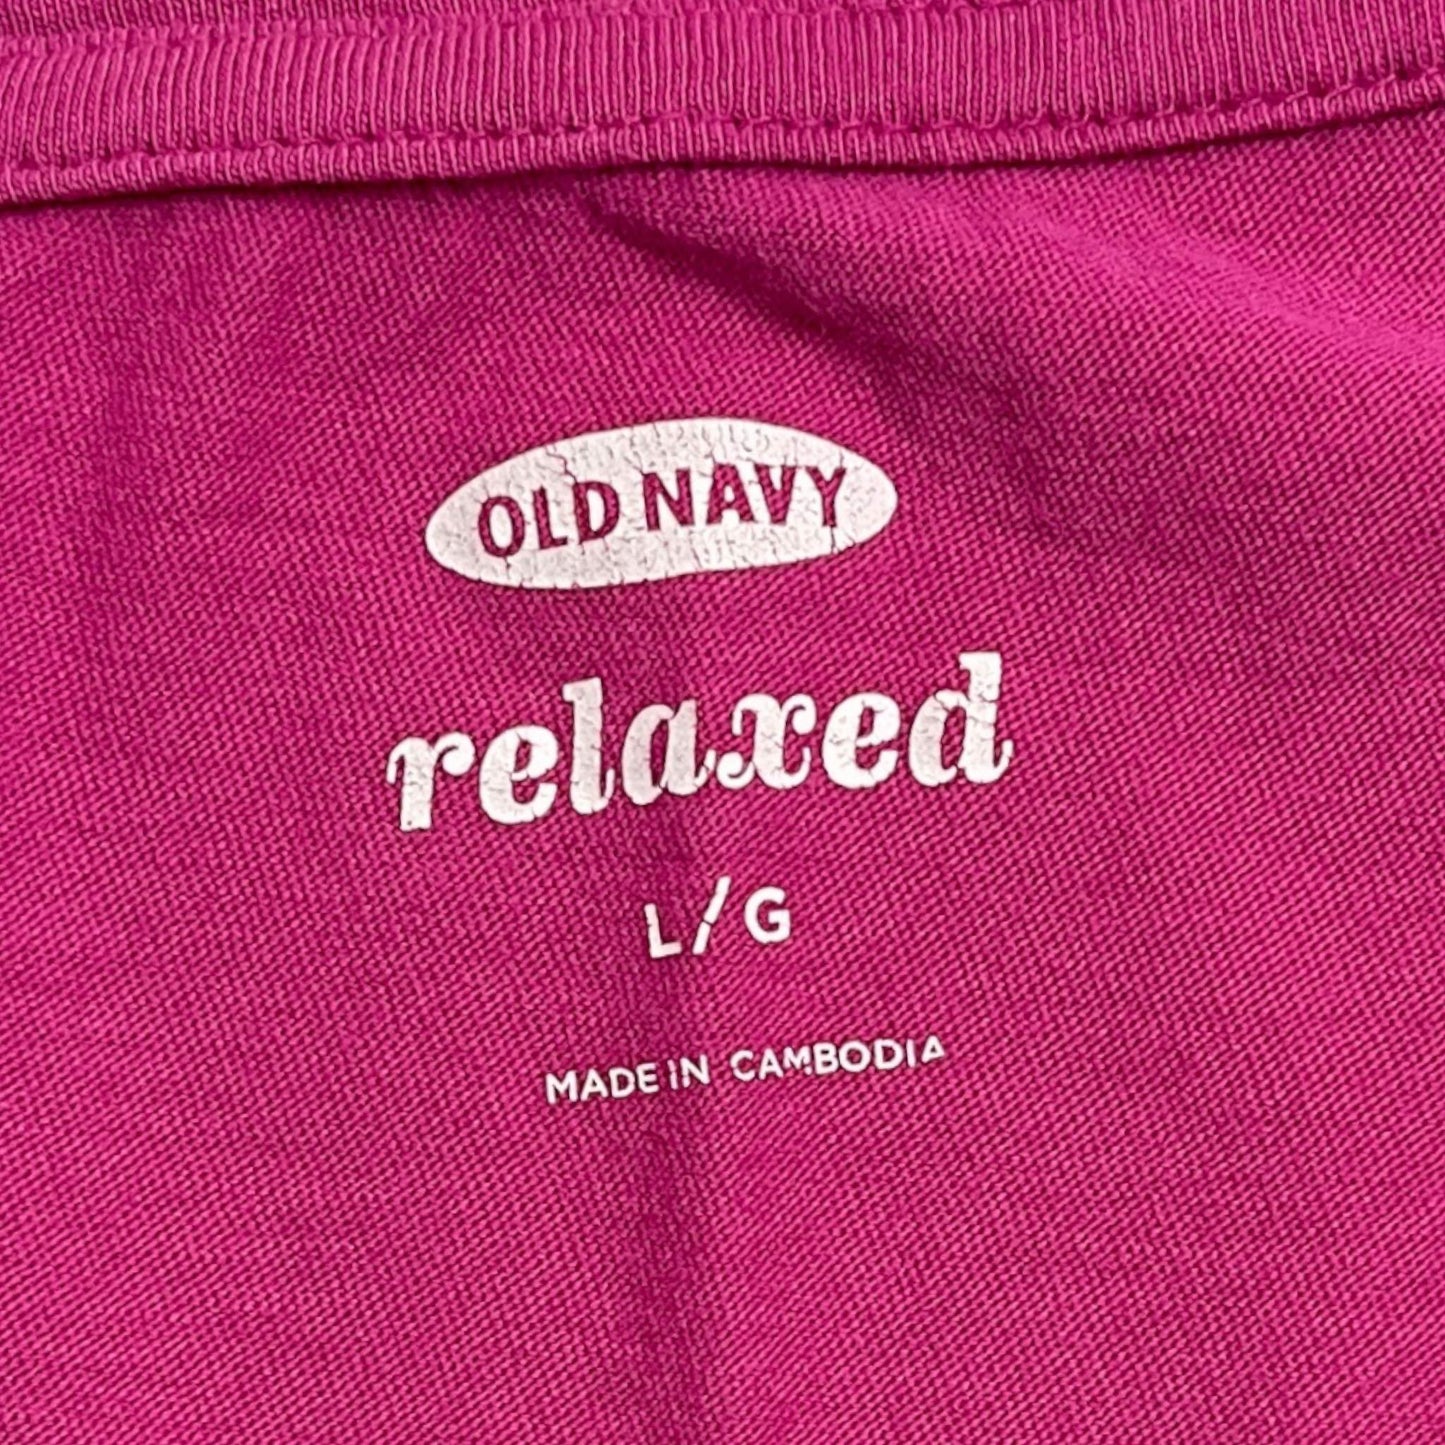 OLD NAVY
relaxed
L/G
MADE IN CAMBODIA